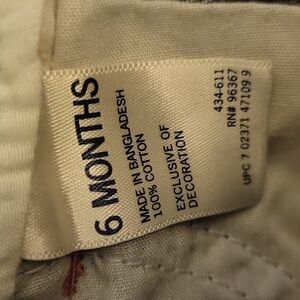 6 MONTHS
MADE IN BANGLADESH
100% COTTON
EXCLUSIVE OF
DECORATION
434-611
RN# 96367
UPC 7 02371 47109 9